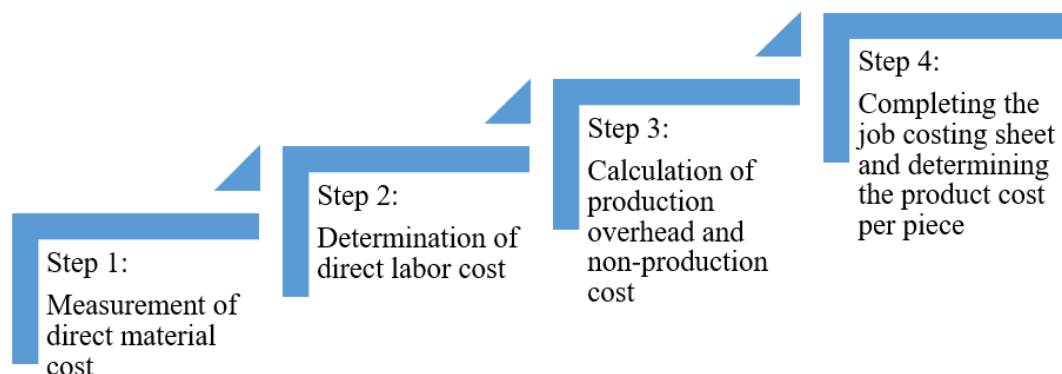 Step 1:
Measurement of
direct material
cost
Step 2:
Determination of
direct labor cost
Step 3:
Calculation of
production
overhead and
non-production
cost
Step 4:
Completing the
job costing sheet
and determining
the product cost
per piece